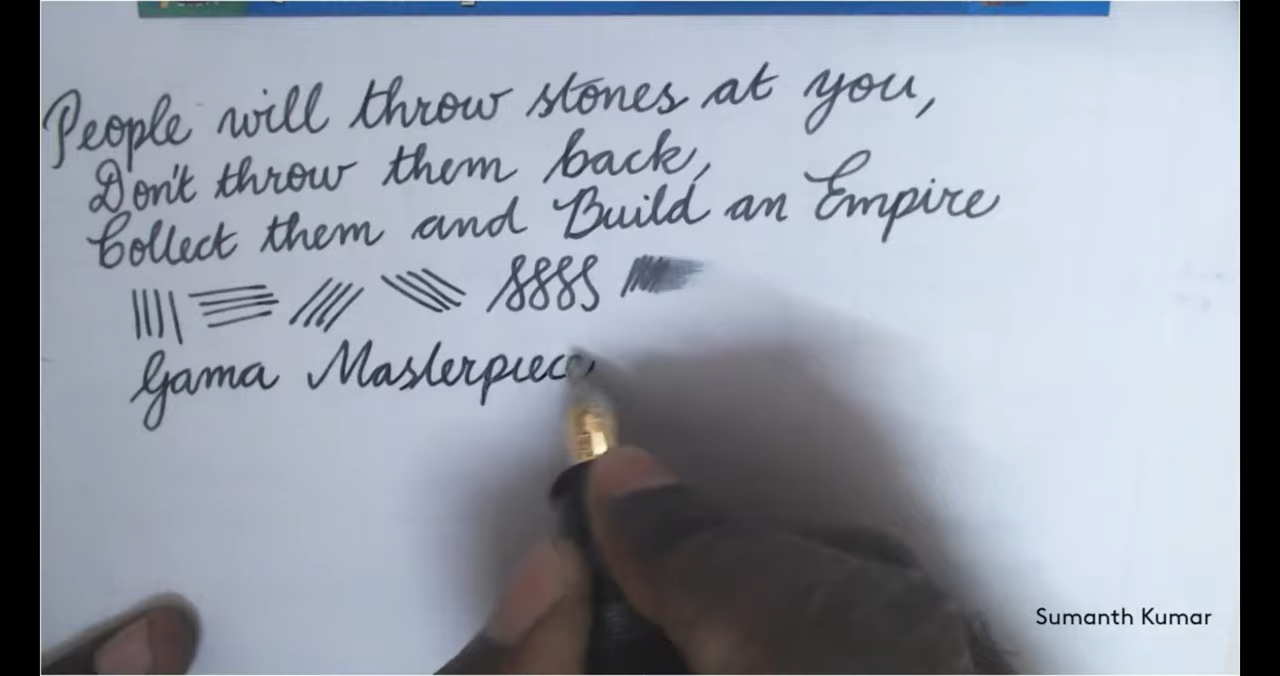 People will throw stones at you,
Don't throw them back,
Collect them and Build an Empire
Gama Masterpiece
Sumanth Kumar